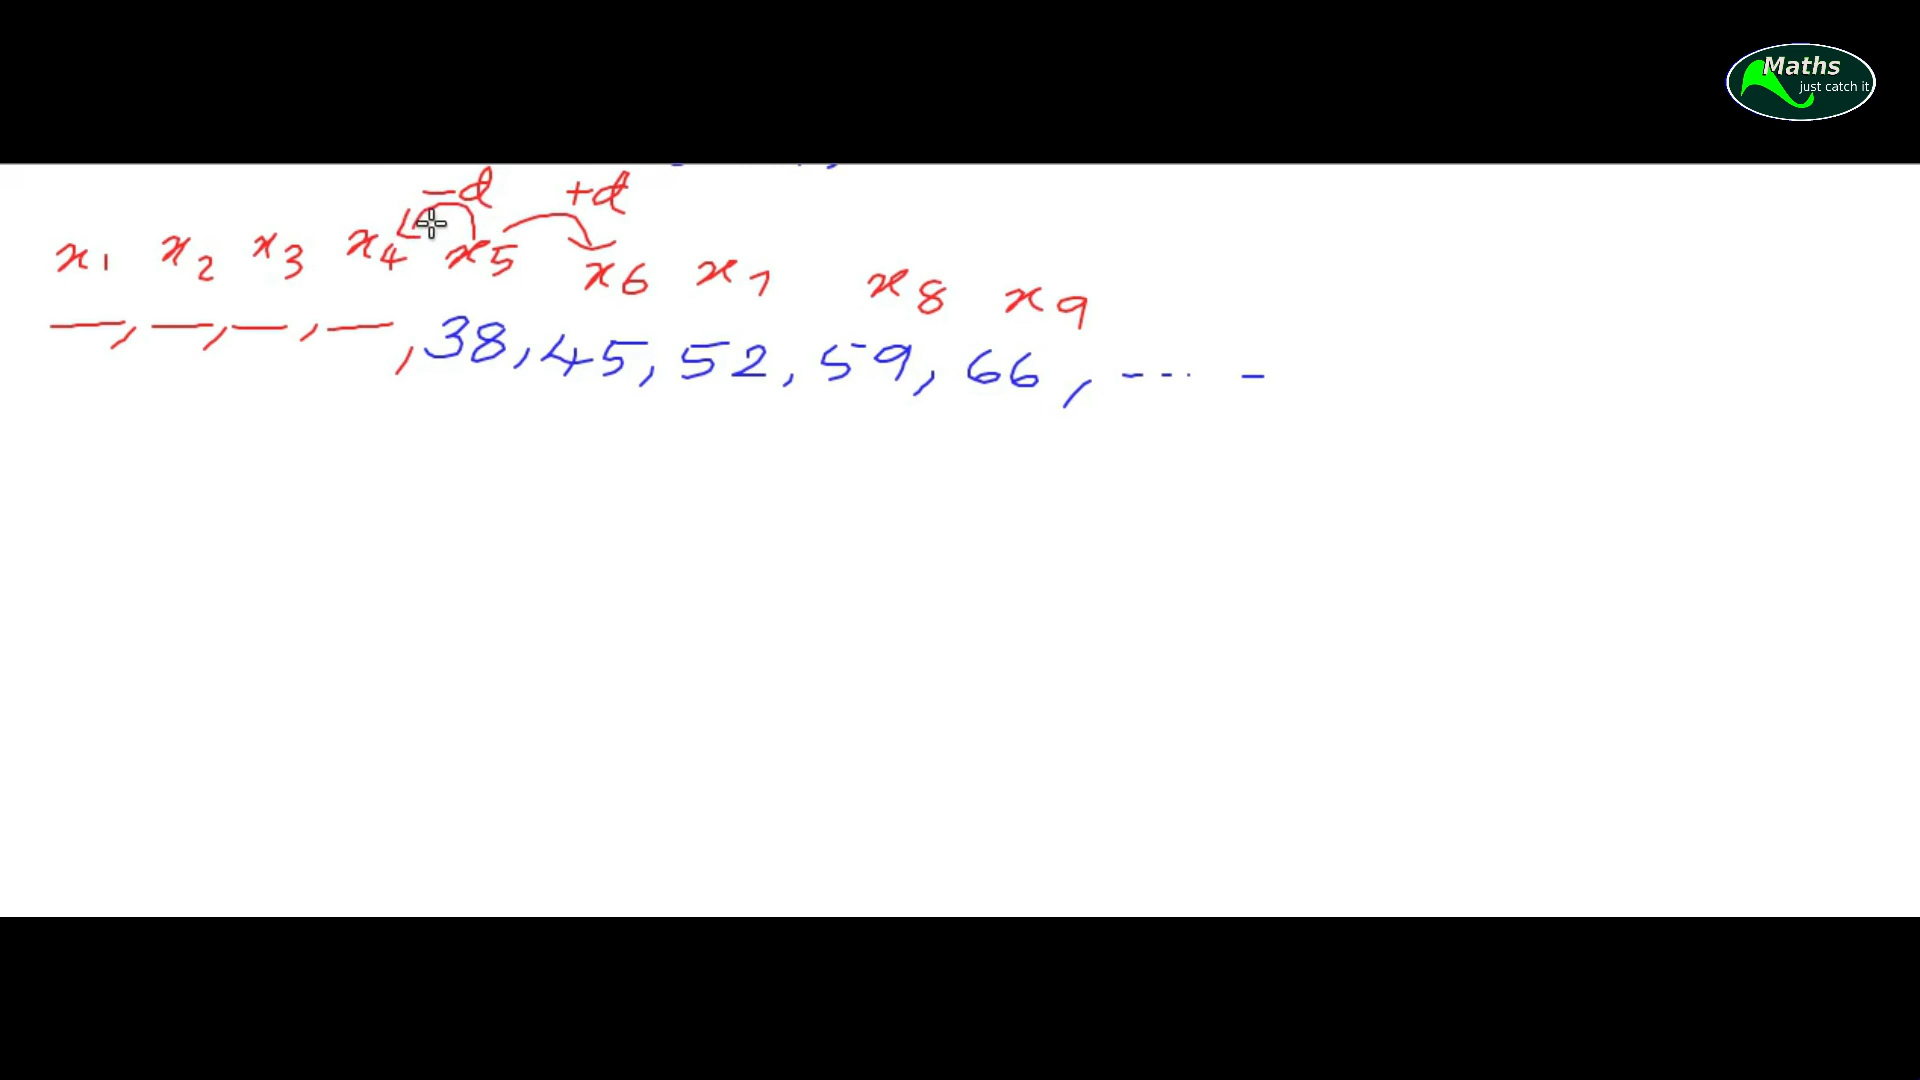 Maths
just catch it
-d +d
x1 x2 x3 x4 x5 x6 x7 x8 x9
—, —, —, —, 38, 45, 52, 59, 66, --- -